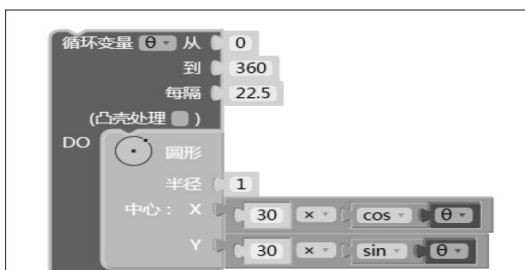 循环变量 θ 从 0
到 360
每隔 22.5
(凸壳处理 )
DO 圆形
半径 1
中心： X 30 × cos θ
Y 30 × sin θ